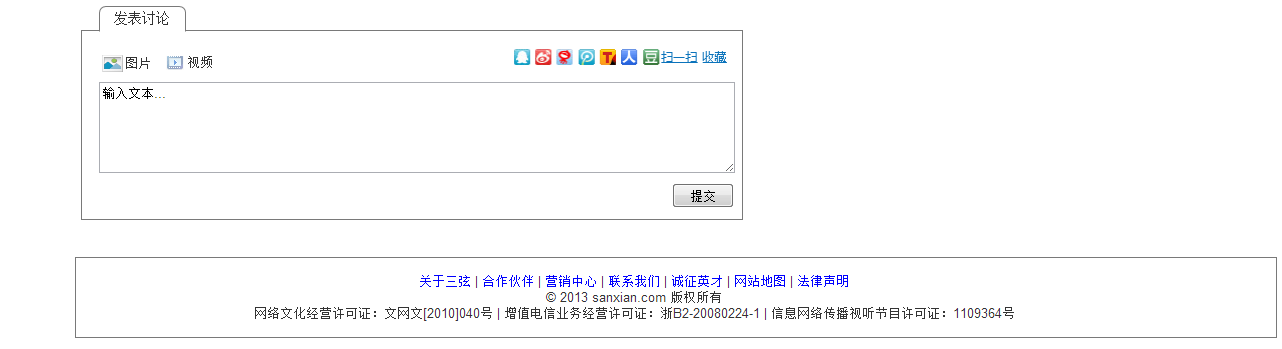 发表讨论
图片 视频 扫一扫 收藏
输入文本...
提交
关于三弦 | 合作伙伴 | 营销中心 | 联系我们 | 诚征英才 | 网站地图 | 法律声明
© 2013 sanxian.com 版权所有
网络文化经营许可证：文网文[2010]040号 | 增值电信业务经营许可证：浙B2-20080224-1 | 信息网络传播视听节目许可证：1109364号